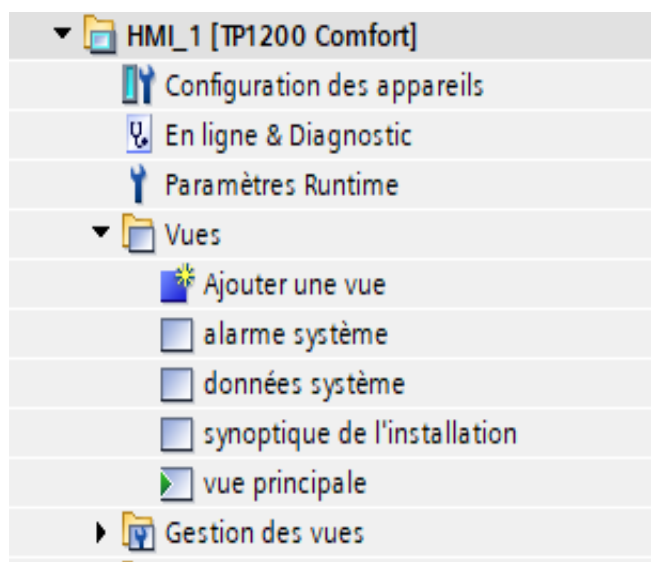 HMI_1 [TP1200 Comfort]
Configuration des appareils
En ligne & Diagnostic
Paramètres Runtime
Vues
Ajouter une vue
alarme système
données système
synoptique de l'installation
vue principale
Gestion des vues